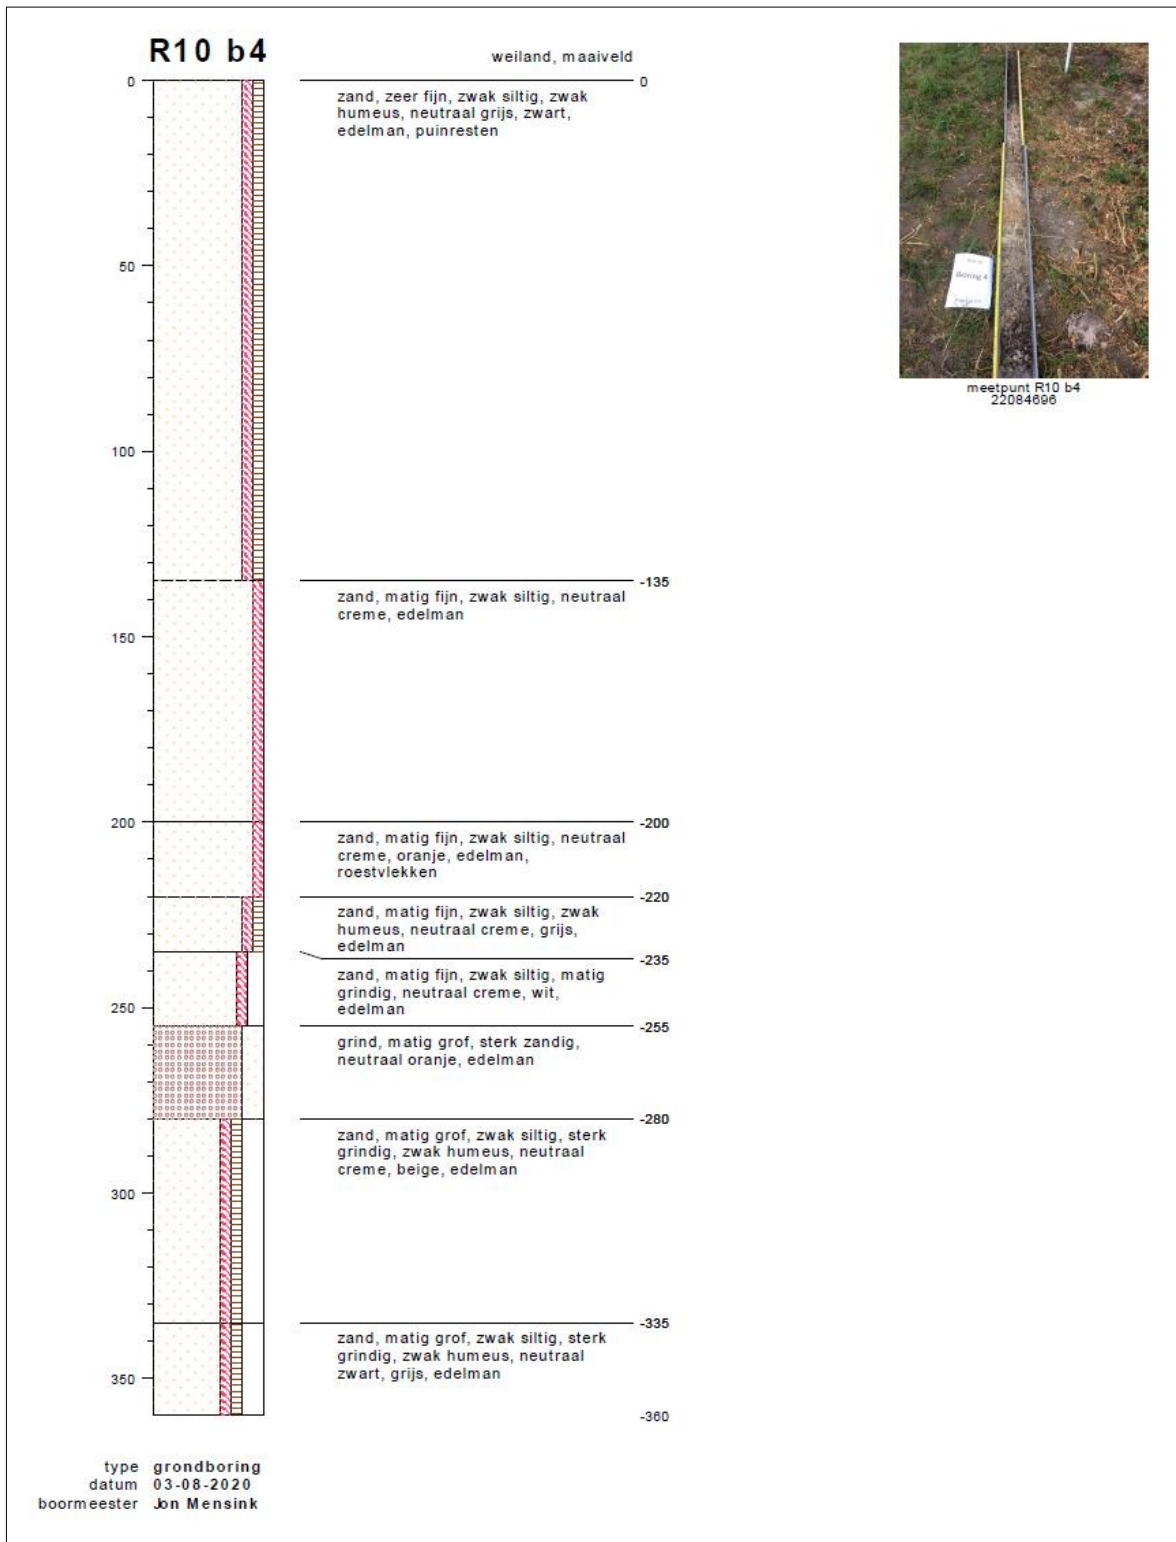 R10 b4
weiland, maaiveld
0
0
zand, zeer fijn, zwak siltig, zwak
humeus, neutraal grijs, zwart,
edelman, puinresten
Boring 4
meetpunt R10 b4
22084696
50
100
-135
zand, matig fijn, zwak siltig, neutraal
creme, edelman
150
200
-200
zand, matig fijn, zwak siltig, neutraal
creme, oranje, edelman,
roestvlekken
-220
zand, matig fijn, zwak siltig, zwak
humeus, neutraal creme, grijs,
edelman
-235
zand, matig fijn, zwak siltig, matig
grindig, neutraal creme, wit,
edelman
250
-255
grind, matig grof, sterk zandig,
neutraal oranje, edelman
-280
zand, matig grof, zwak siltig, sterk
grindig, zwak humeus, neutraal
creme, beige, edelman
300
-335
zand, matig grof, zwak siltig, sterk
grindig, zwak humeus, neutraal
zwart, grijs, edelman
350
-360
type grondboring
datum 03-08-2020
boormeester Jon Mensink